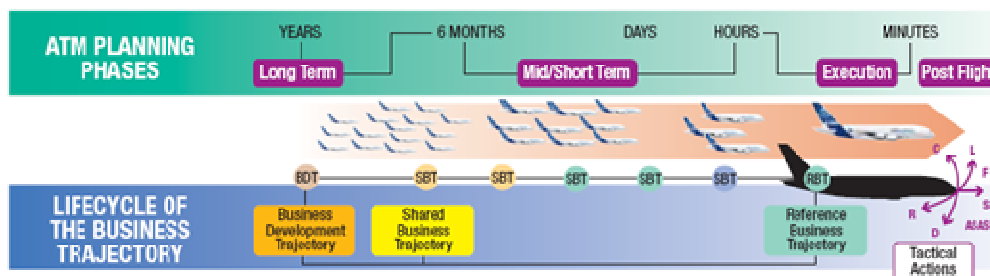 ATM PLANNING
PHASES
YEARS
6 MONTHS
DAYS
HOURS
MINUTES
Long Term
Mid/Short Term
Execution
Post Fligh
BDT
SBT
SBT
SBT
SBT
SBT
RBT
L
F
S
R
D
LIFECYCLE OF
THE BUSINESS
TRAJECTORY
Business
Development
Trajectory
Shared
Business
Trajectory
Reference
Business
Trajectory
Tactical
Actions